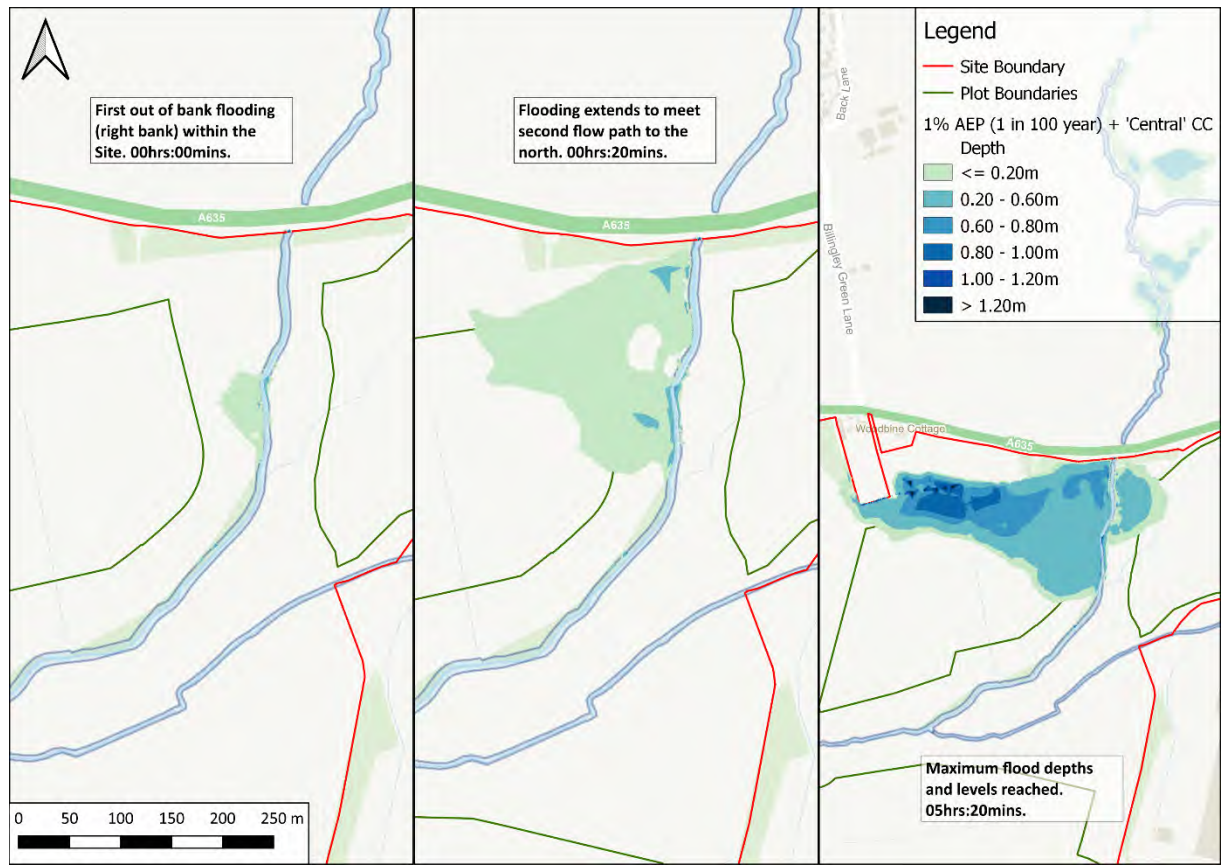 First out of bank flooding
(right bank) within the
Site. 00hrs:00mins.
A635
0 50 100 150 200 250 m
Flooding extends to meet
second flow path to the
north. 00hrs:20mins.
A635
Back Lane
Billingley Green Lane
Woodbine Cottage
A635
Maximum flood depths
and levels reached.
05hrs:20mins.
Legend
Site Boundary
Plot Boundaries
1% AEP (1 in 100 year) + 'Central' CC
Depth
<= 0.20m
0.20 - 0.60m
0.60 - 0.80m
0.80 - 1.00m
1.00 - 1.20m
> 1.20m